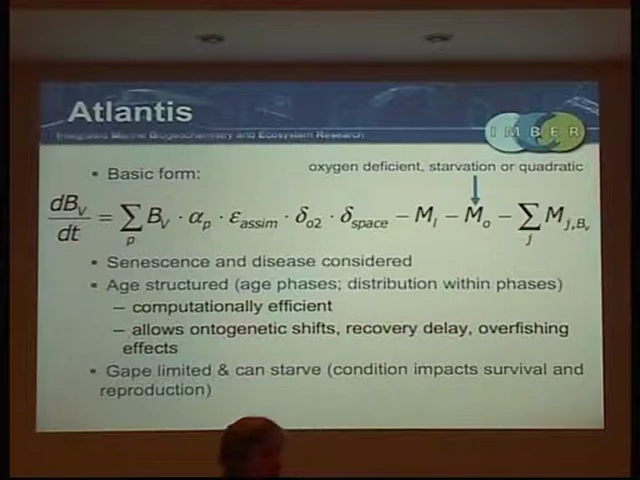 Atlantis
Integrated Marine Biogeochemistry and Ecosystem Research
IMBER
▪ Basic form:
oxygen deficient, starvation or quadratic
dB_V/dt = ∑_p B_V · α_p · ε_assim · δ_o2 · δ_space − M_l − M_o − ∑_j M_{j,B_v}
▪ Senescence and disease considered
▪ Age structured (age phases; distribution within phases)
– computationally efficient
– allows ontogenetic shifts, recovery delay, overfishing
effects
▪ Gape limited & can starve (condition impacts survival and
reproduction)